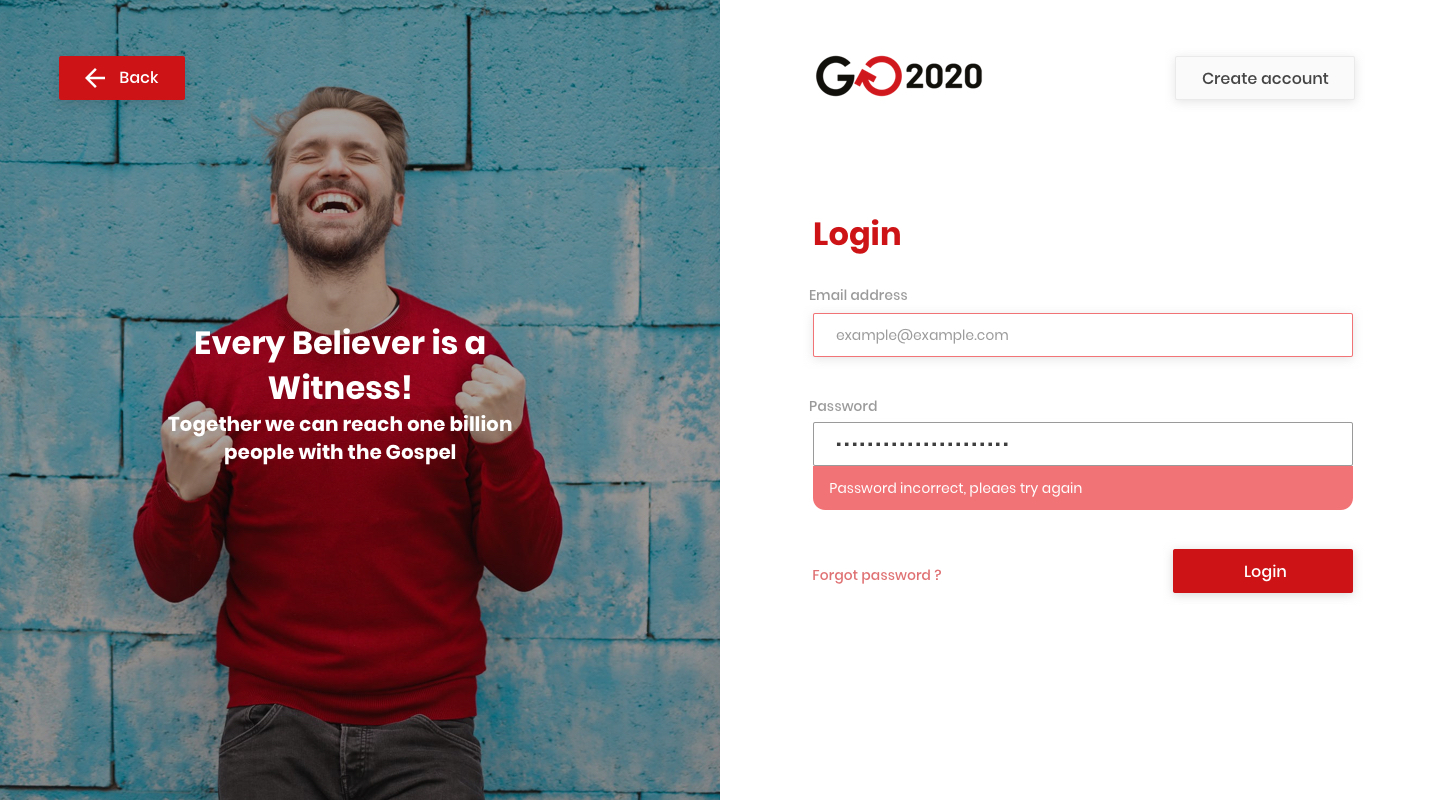 Back
Every Believer is a
Witness!
Together we can reach one billion
people with the Gospel
GO 2020
Create account
Login
Email address
example@example.com
Password
Password incorrect, pleaes try again
Forgot password ?
Login